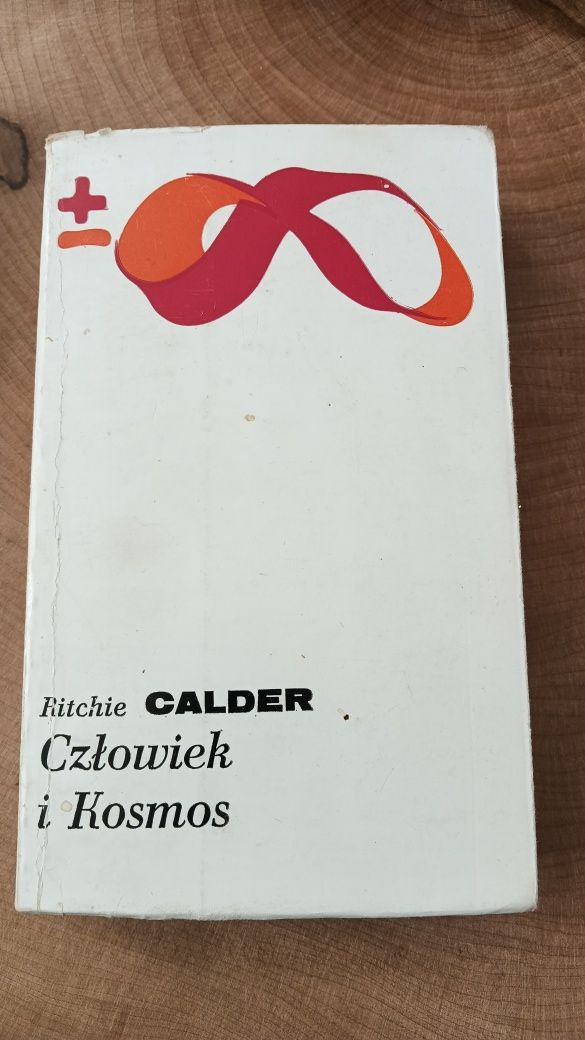 ±
Ritchie CALDER
Człowiek
i Kosmos